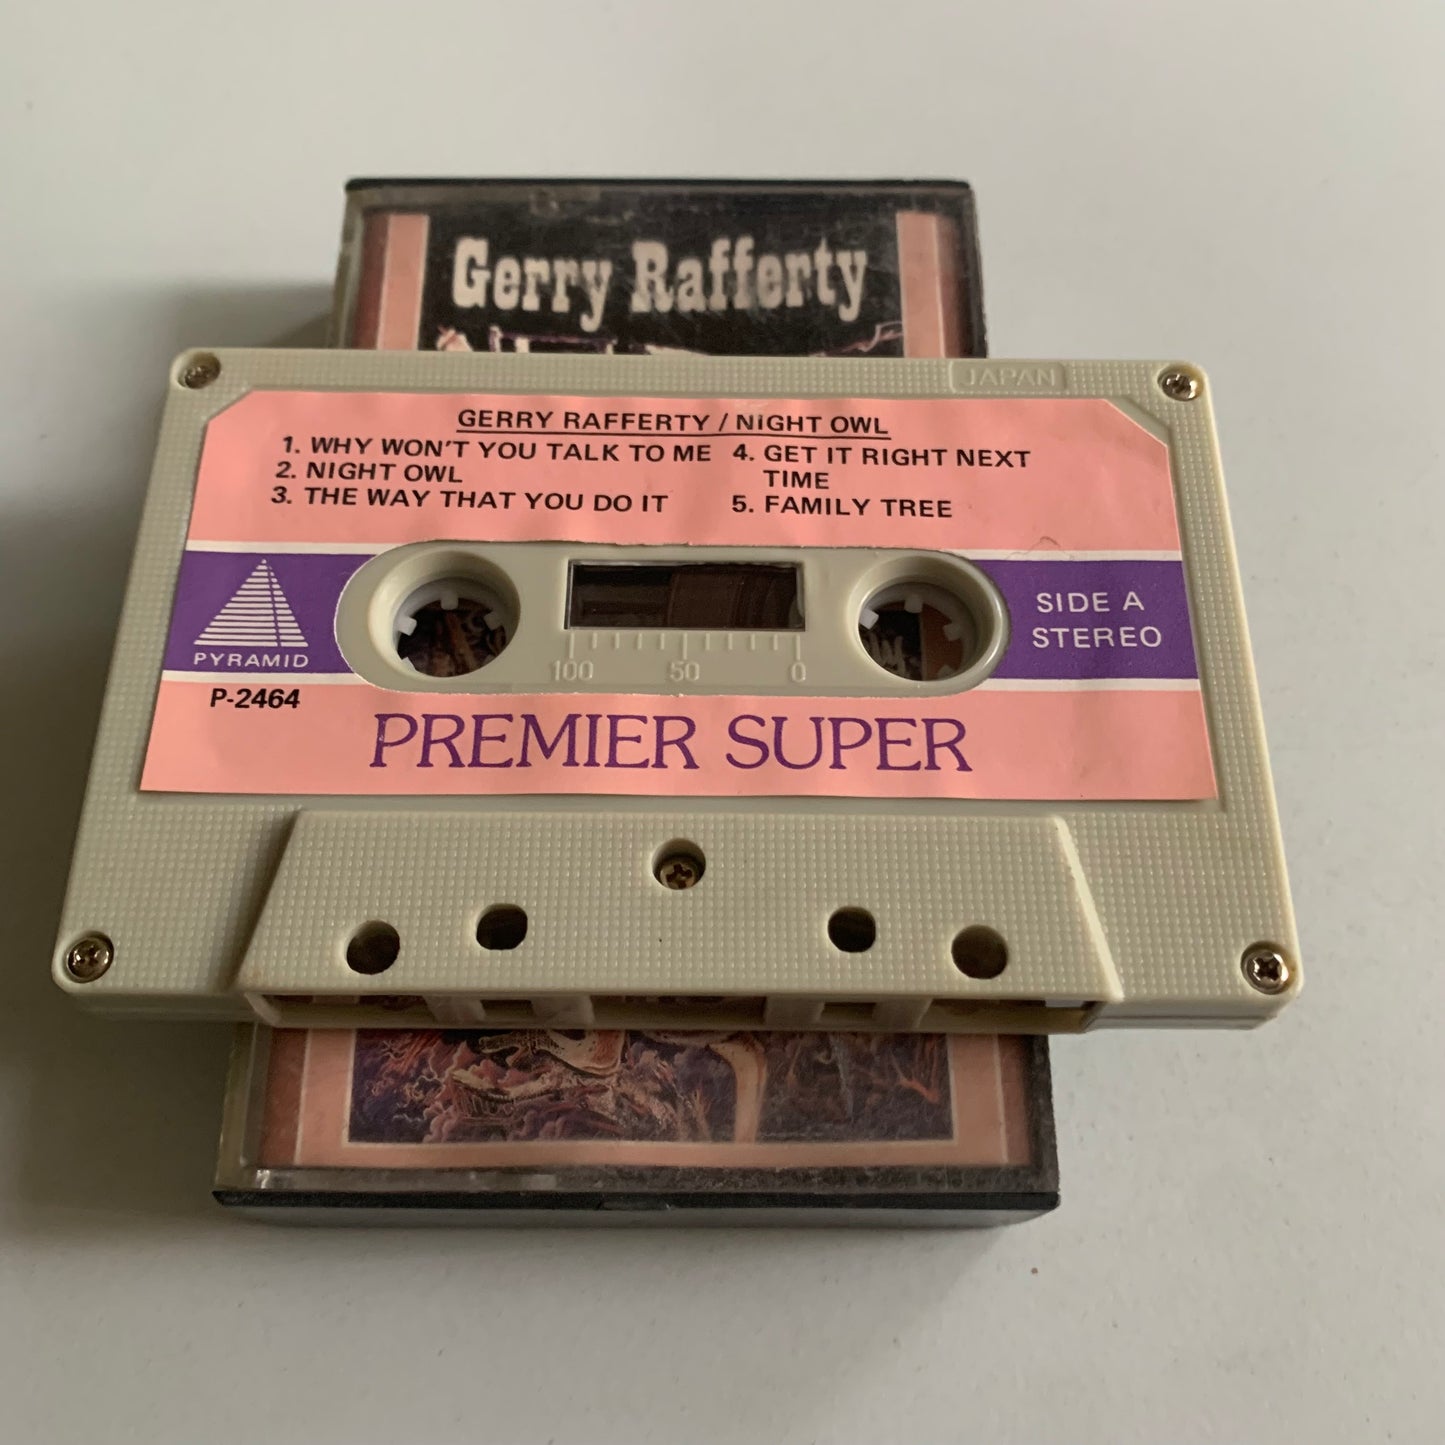 Gerry Rafferty
JAPAN
GERRY RAFFERTY / NIGHT OWL
1. WHY WON'T YOU TALK TO ME
2. NIGHT OWL
3. THE WAY THAT YOU DO IT
4. GET IT RIGHT NEXT
TIME
5. FAMILY TREE
PYRAMID
SIDE A
STEREO
100 50 0
P-2464
PREMIER SUPER